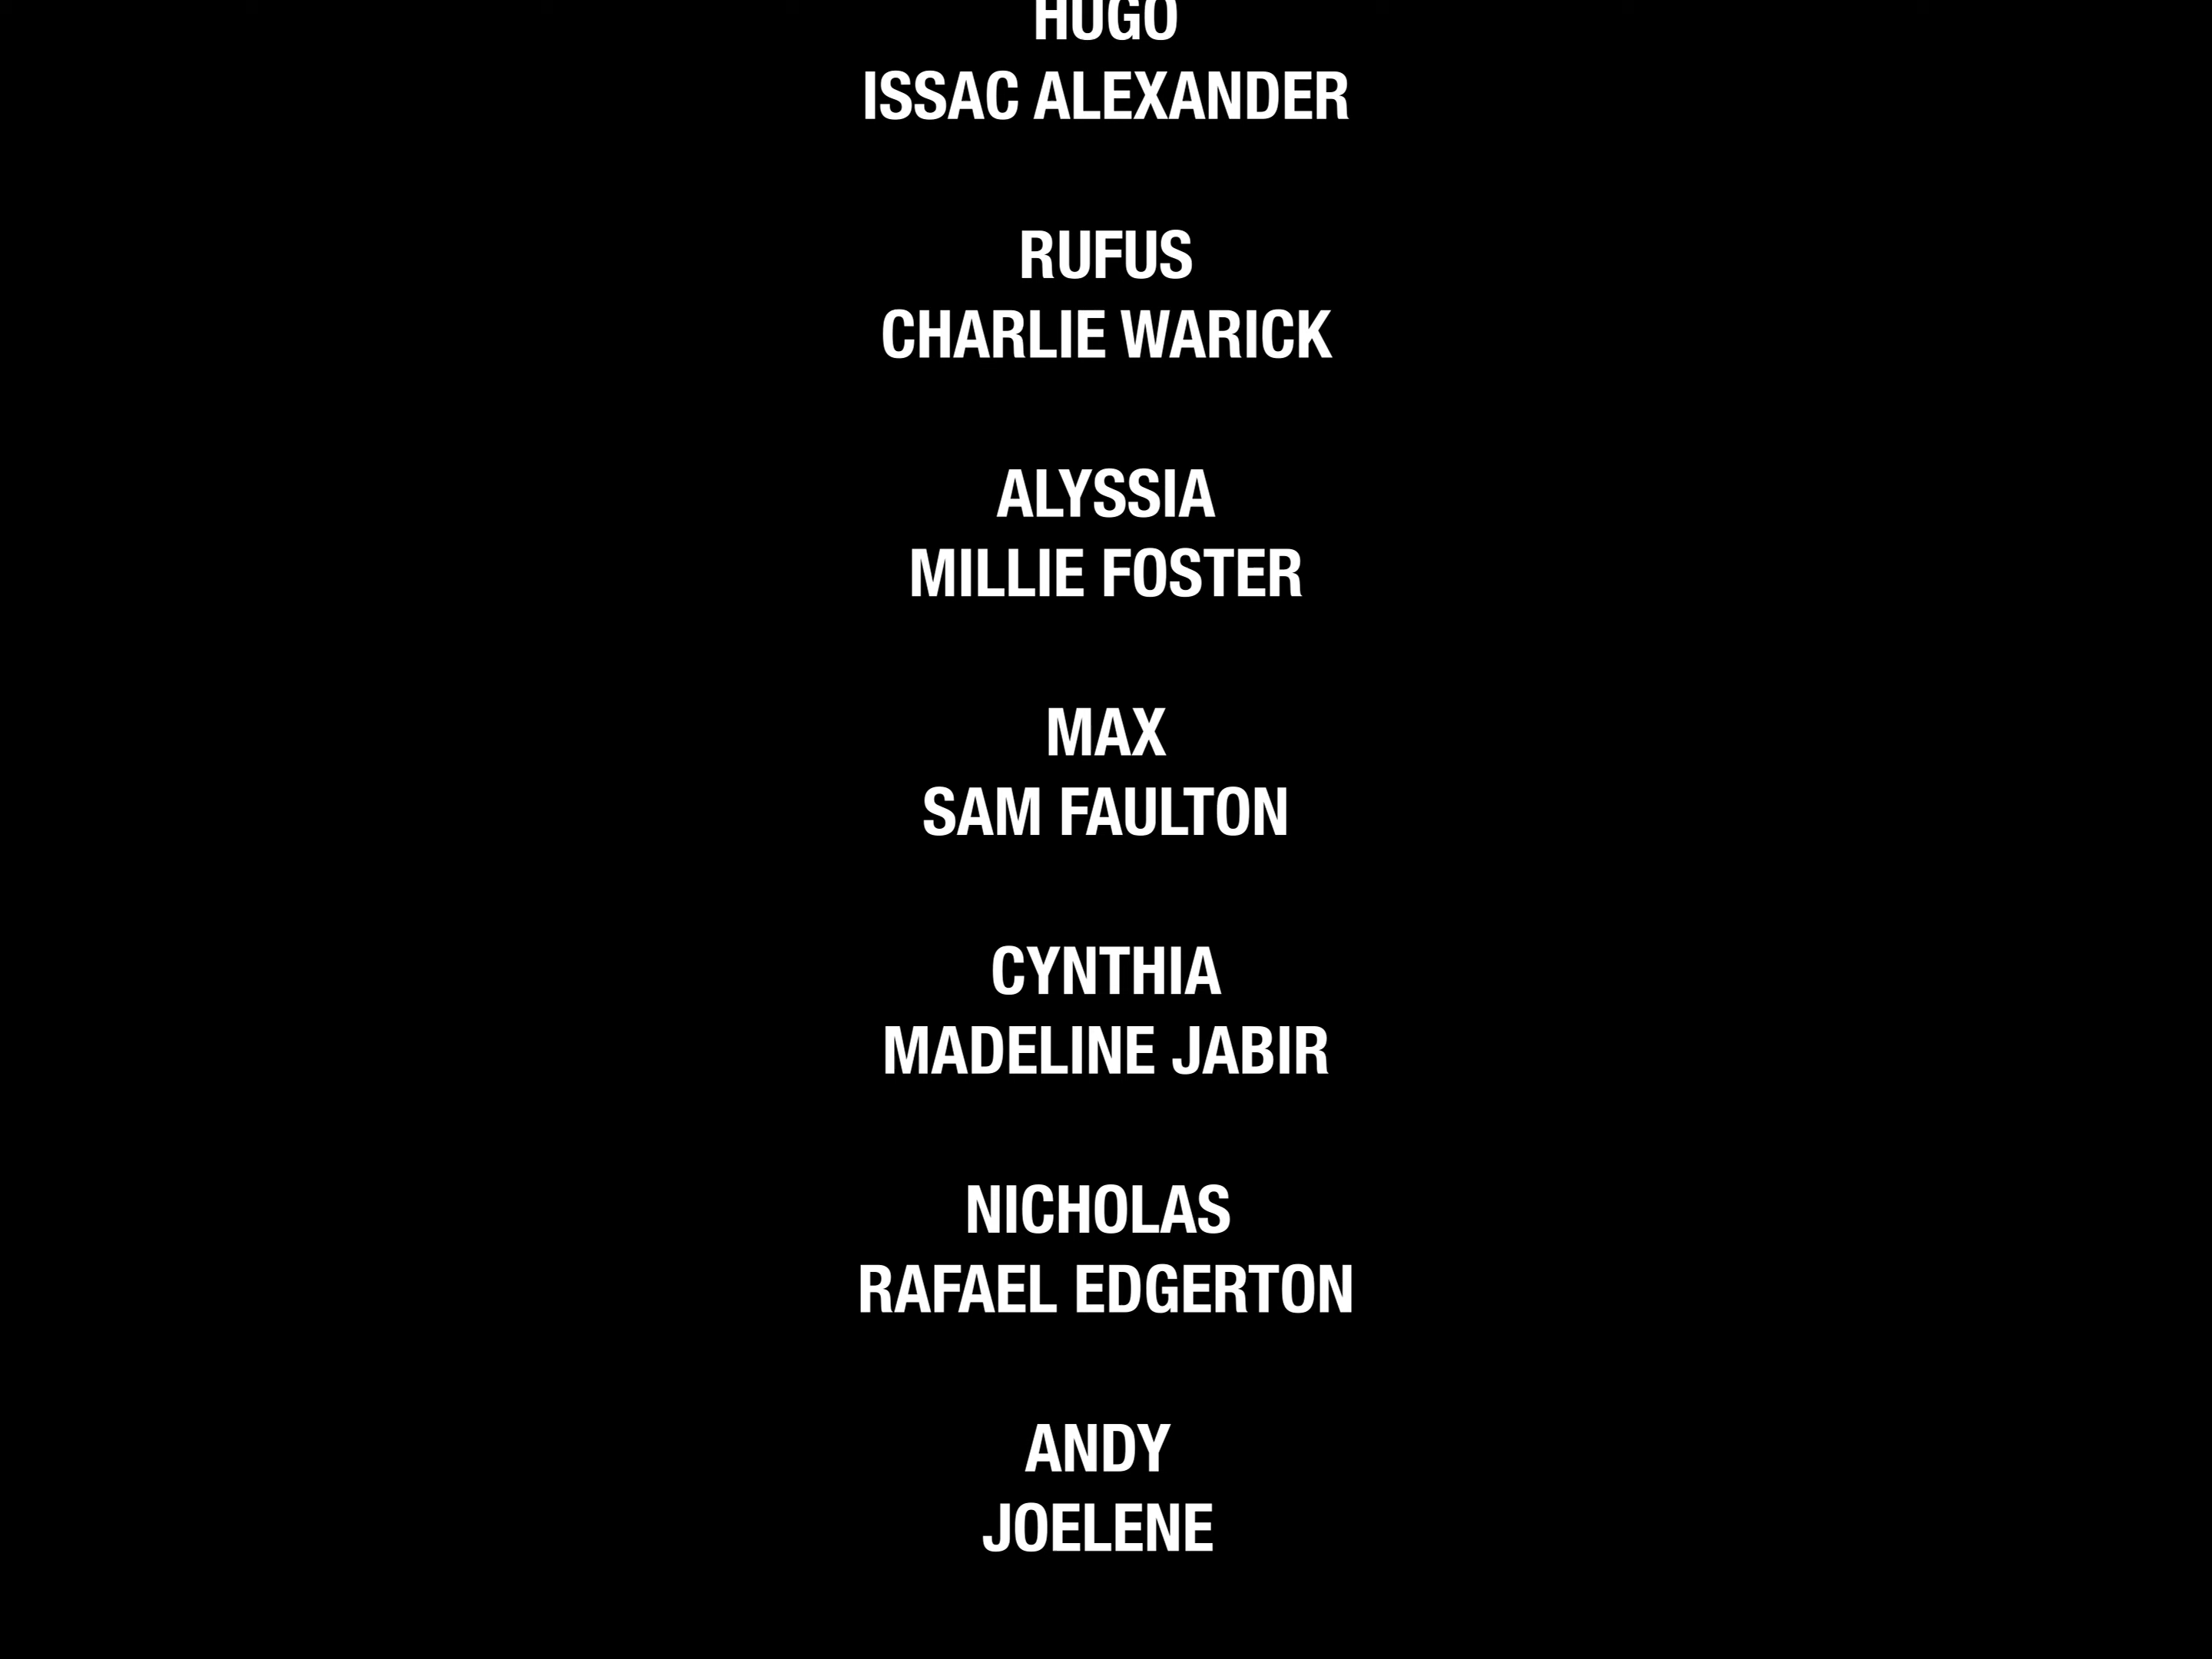 HUGO
ISSAC ALEXANDER
RUFUS
CHARLIE WARICK
ALYSSIA
MILLIE FOSTER
MAX
SAM FAULTON
CYNTHIA
MADELINE JABIR
NICHOLAS
RAFAEL EDGERTON
ANDY
JOELENE